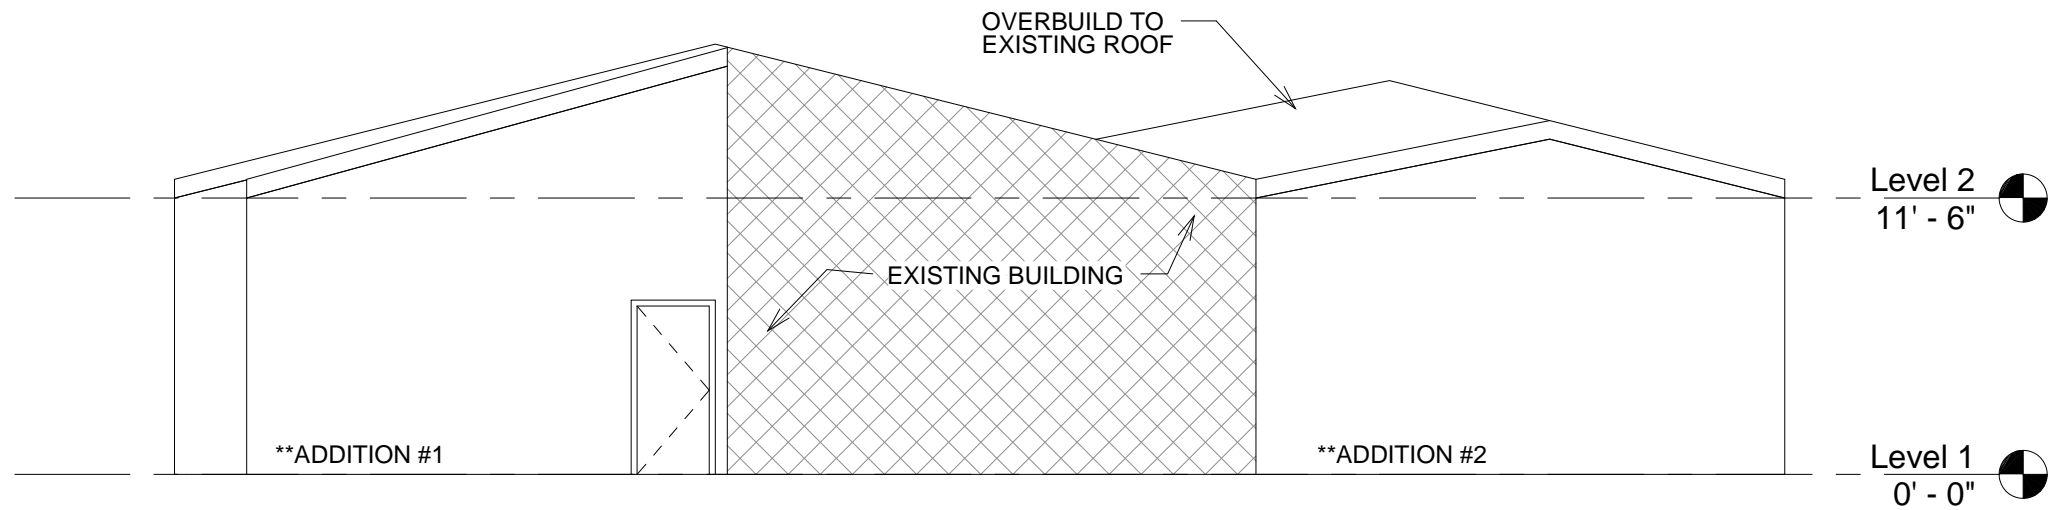 OVERBUILD TO
EXISTING ROOF
Level 2
11' - 6"
EXISTING BUILDING
**ADDITION #1
**ADDITION #2
Level 1
0' - 0"